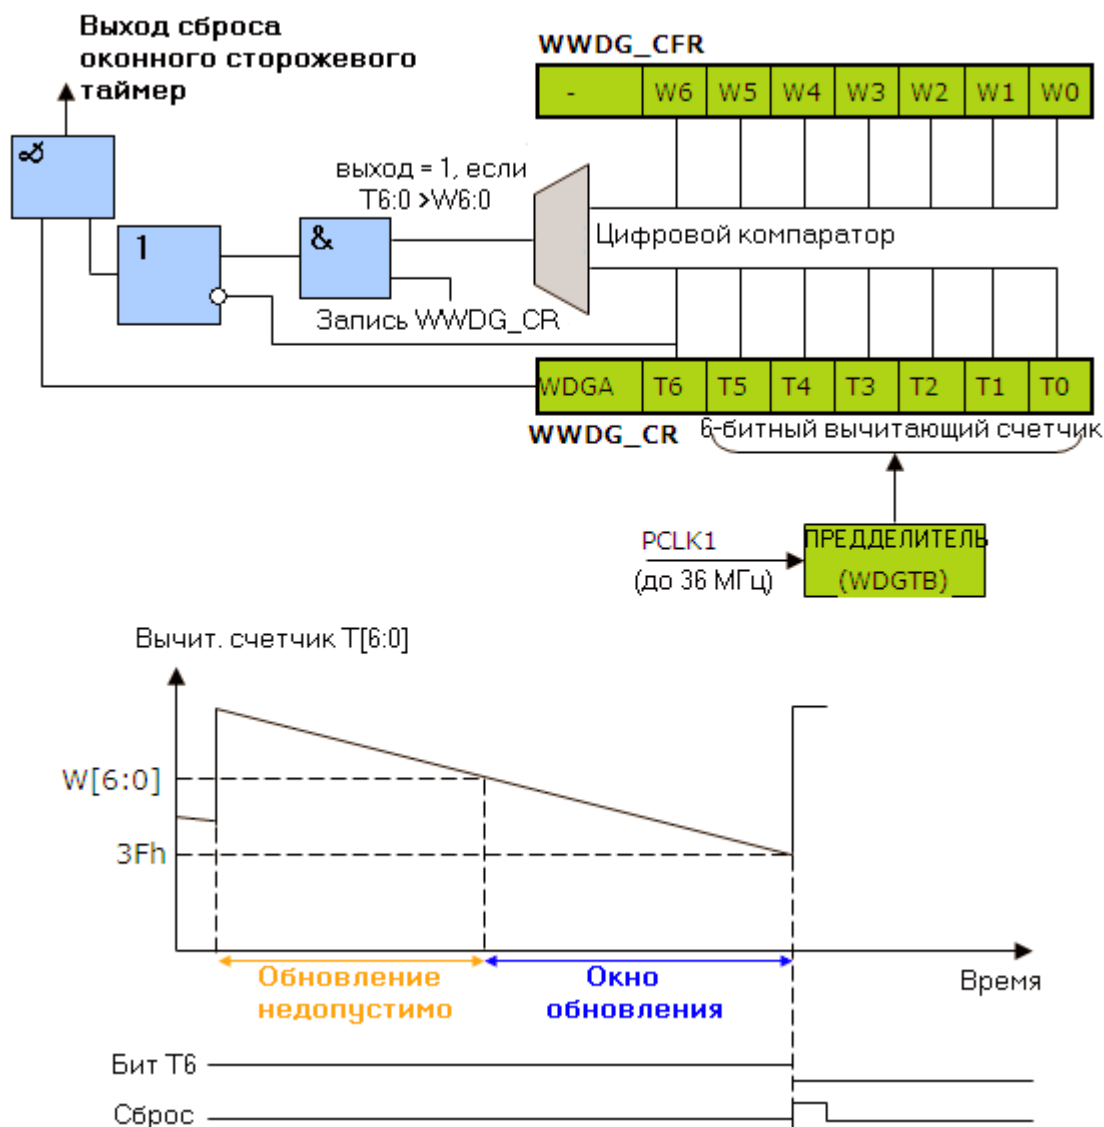 Выход сброса
оконного сторожевого
таймер
WWDG_CFR
- W6 W5 W4 W3 W2 W1 W0
&
выход = 1, если
T6:0 >W6:0
1
&
Цифровой компаратор
Запись WWDG_CR
WDGA T6 T5 T4 T3 T2 T1 T0
WWDG_CR
6-битный вычитающий счетчик
PCLK1
(до 36 МГц)
ПРЕДДЕЛИТЕЛЬ
(WDGTB)
Вычит. счетчик T[6:0]
W[6:0]
3Fh
Обновление
недопустимо
Окно
обновления
Время
Бит T6
Сброс